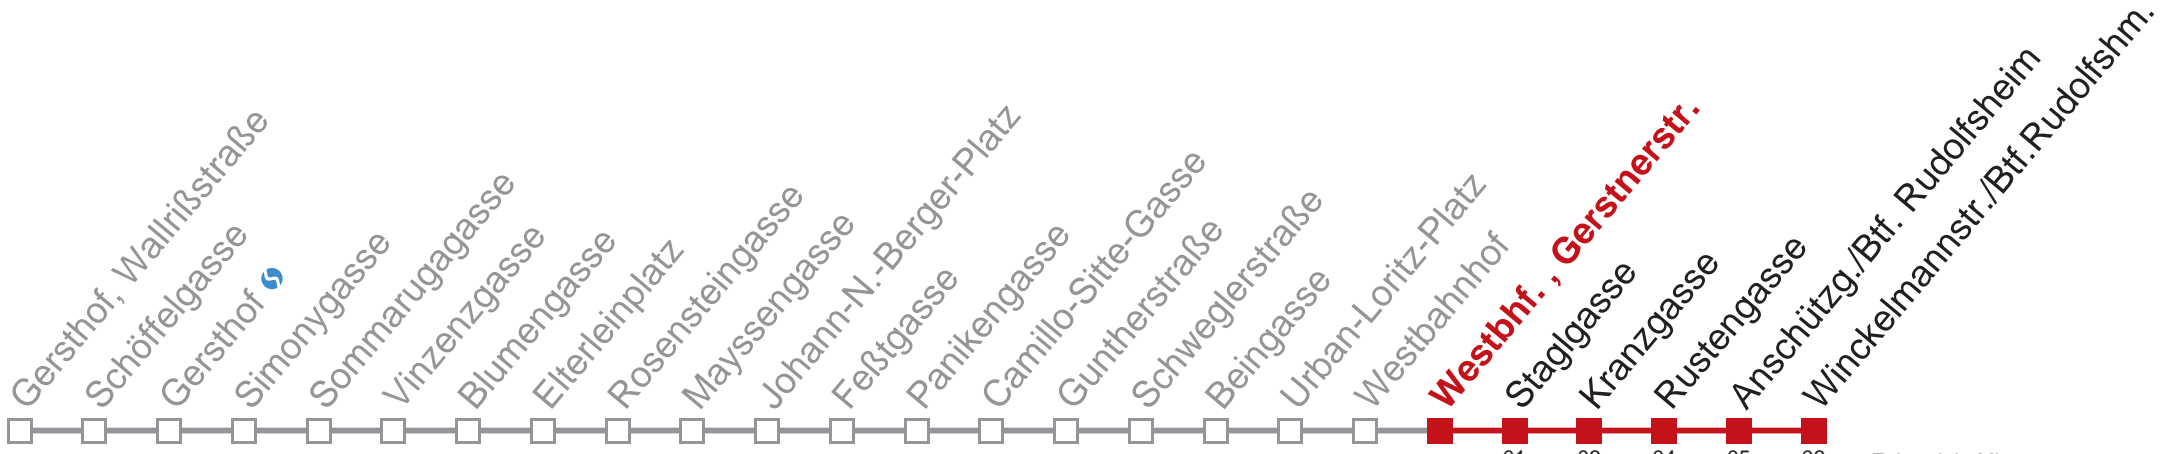 Gersthof, Wallrißstraße
Schöffelgasse
Gersthof
Simonygasse
Sommarugagasse
Vinzenzgasse
Blumengasse
Elterleinplatz
Rosensteingasse
Mayssengasse
Johann-N.-Berger-Platz
Feßtgasse
Panikengasse
Camillo-Sitte-Gasse
Guntherstraße
Schweglerstraße
Beingasse
Urban-Loritz-Platz
Westbahnhof
Westbhf. , Gerstnerstr.
Staglgasse
Kranzgasse
Rustengasse
Anschützg./Btf. Rudolfsheim
Winckelmannstr./Btf.Rudolfshm.